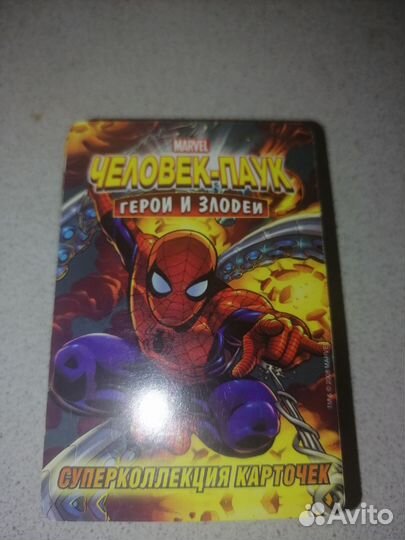 MARVEL
ЧЕЛОВЕК-ПАУК
ГЕРОИ И ЗЛОДЕИ
СУПЕРКОЛЛЕКЦИЯ КАРТОЧЕК
Avito